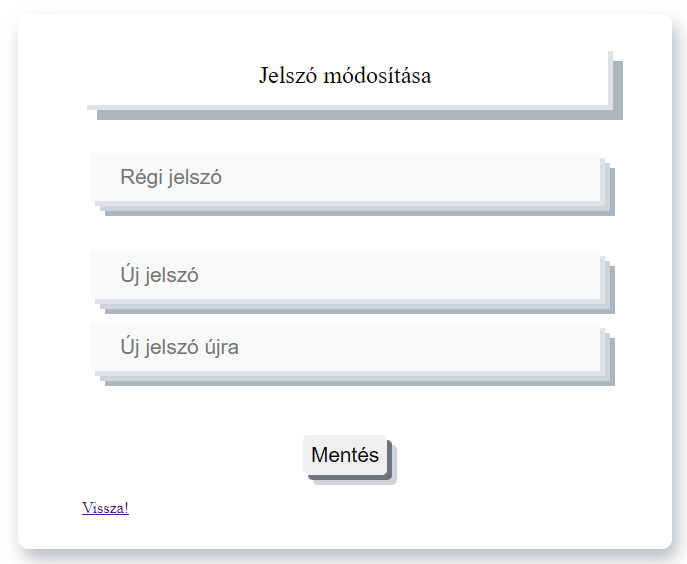 Jelszó módosítása
Régi jelszó
Új jelszó
Új jelszó újra
Mentés
Vissza!